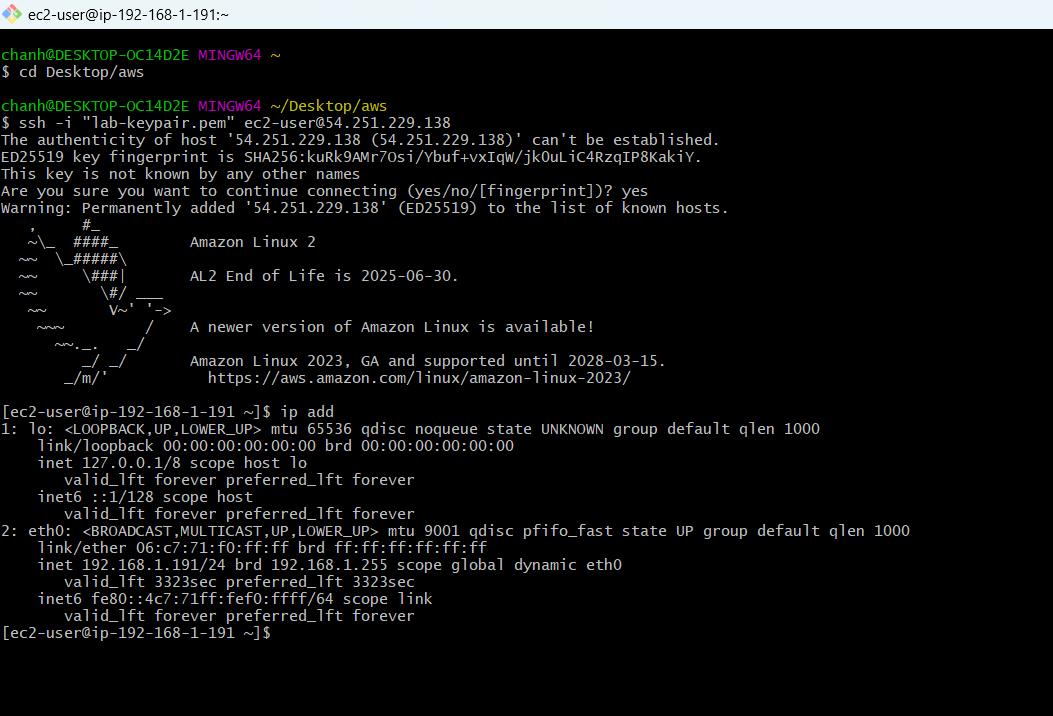 ec2-user@ip-192-168-1-191:~
chanh@DESKTOP-OC14D2E MINGW64 ~
$ cd Desktop/aws
chanh@DESKTOP-OC14D2E MINGW64 ~/Desktop/aws
$ ssh -i "lab-keypair.pem" ec2-user@54.251.229.138
The authenticity of host '54.251.229.138 (54.251.229.138)' can't be established.
ED25519 key fingerprint is SHA256:kuRk9AMr7Osi/Ybuf+vxIqW/jk0uLiC4RzqIP8KakiY.
This key is not known by any other names
Are you sure you want to continue connecting (yes/no/[fingerprint])? yes
Warning: Permanently added '54.251.229.138' (ED25519) to the list of known hosts.
   ,     #_
   ~\_  ####_        Amazon Linux 2
  ~~  \_#####\
  ~~     \###|       AL2 End of Life is 2025-06-30.
  ~~       \#/ ___
   ~~       V~' '->
    ~~~         /    A newer version of Amazon Linux is available!
      ~~._.   _/
         _/ _/       Amazon Linux 2023, GA and supported until 2028-03-15.
       _/m/'           https://aws.amazon.com/linux/amazon-linux-2023/
[ec2-user@ip-192-168-1-191 ~]$ ip add
1: lo: <LOOPBACK,UP,LOWER_UP> mtu 65536 qdisc noqueue state UNKNOWN group default qlen 1000
    link/loopback 00:00:00:00:00:00 brd 00:00:00:00:00:00
    inet 127.0.0.1/8 scope host lo
       valid_lft forever preferred_lft forever
    inet6 ::1/128 scope host
       valid_lft forever preferred_lft forever
2: eth0: <BROADCAST,MULTICAST,UP,LOWER_UP> mtu 9001 qdisc pfifo_fast state UP group default qlen 1000
    link/ether 06:c7:71:f0:ff:ff brd ff:ff:ff:ff:ff:ff
    inet 192.168.1.191/24 brd 192.168.1.255 scope global dynamic eth0
       valid_lft 3323sec preferred_lft 3323sec
    inet6 fe80::4c7:71ff:fef0:ffff/64 scope link
       valid_lft forever preferred_lft forever
[ec2-user@ip-192-168-1-191 ~]$